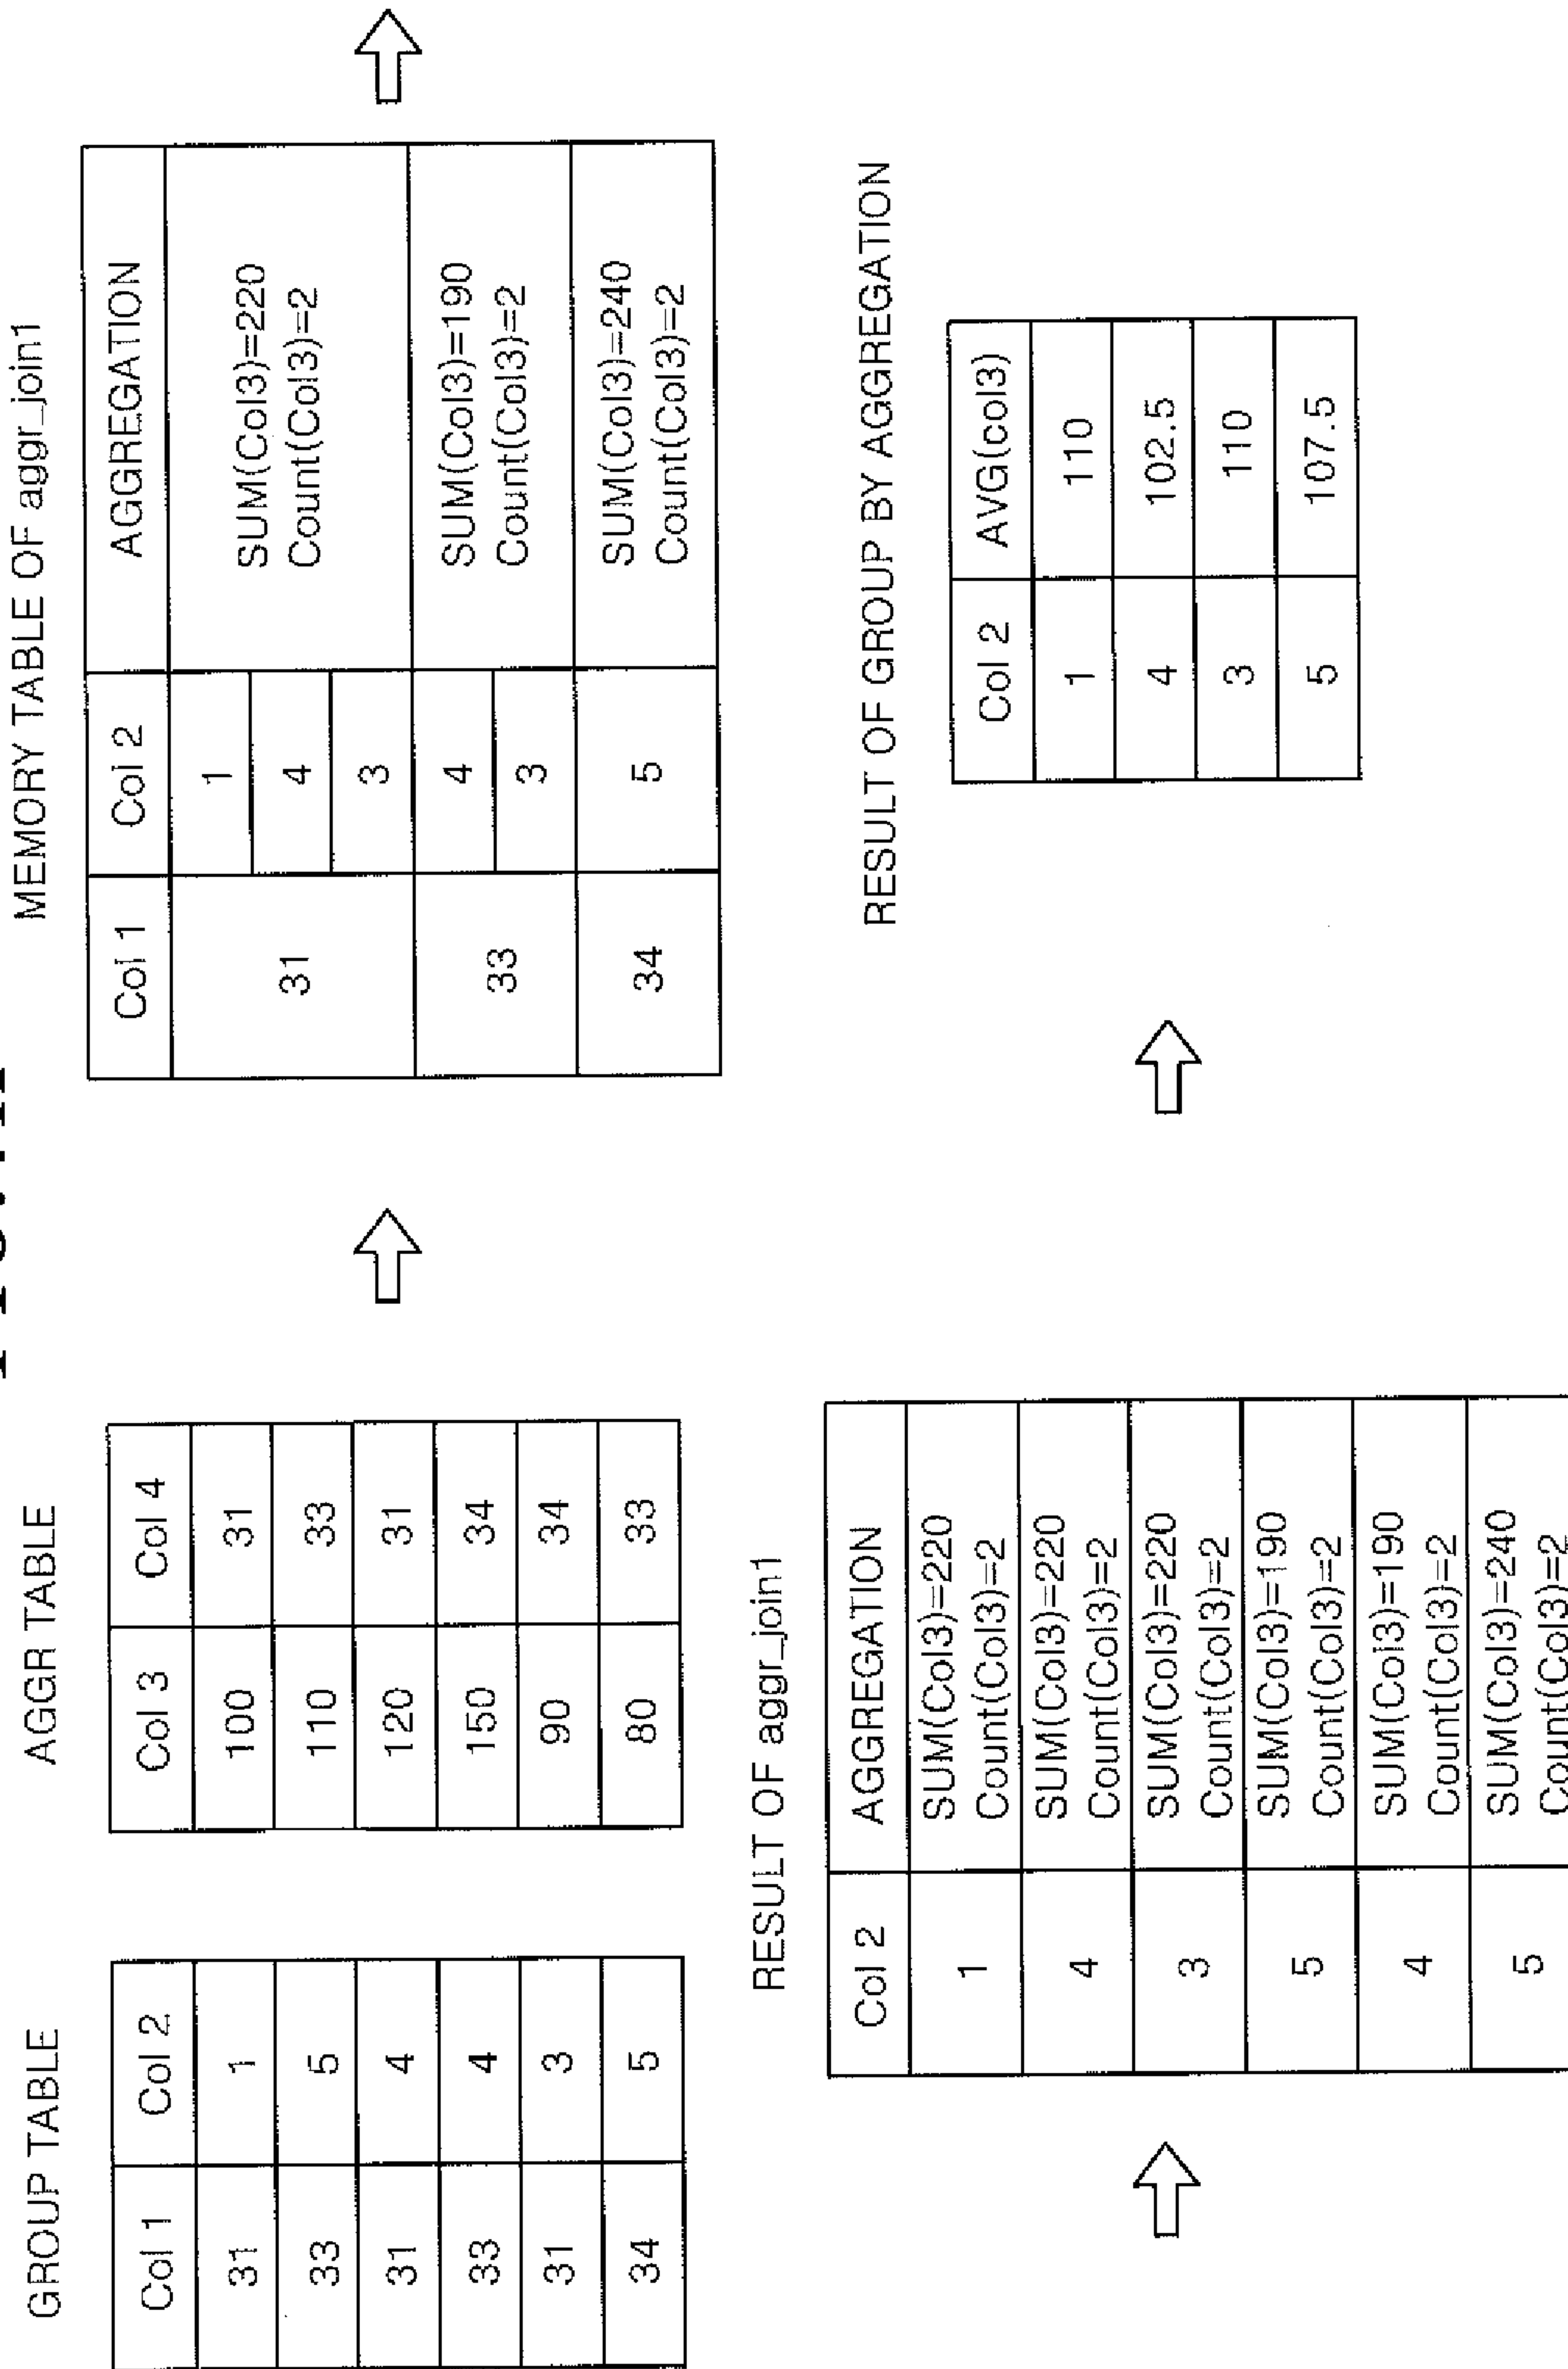 GROUP TABLE
Col 1 Col 2
31 1
33 5
31 4
33 4
31 3
34 5
AGGR TABLE
Col 3 Col 4
100 31
110 33
120 31
150 34
90 34
80 33
MEMORY TABLE OF aggr_join1
Col 1 Col 2 AGGREGATION
31
1
4
3
SUM(Col3)=220
Count(Col3)=2
33
4
3
SUM(Col3)=190
Count(Col3)=2
34 5
SUM(Col3)=240
Count(Col3)=2
RESULT OF aggr_join1
Col 2 AGGREGATION
1
SUM(Col3)=220
Count(Col3)=2
4
SUM(Col3)=220
Count(Col3)=2
3
SUM(Col3)=220
Count(Col3)=2
5
SUM(Col3)=190
Count(Col3)=2
4
SUM(Col3)=190
Count(Col3)=2
5
SUM(Col3)=240
Count(Col3)=2
RESULT OF GROUP BY AGGREGATION
Col 2 AVG(col3)
1 110
4 102.5
3 110
5 107.5